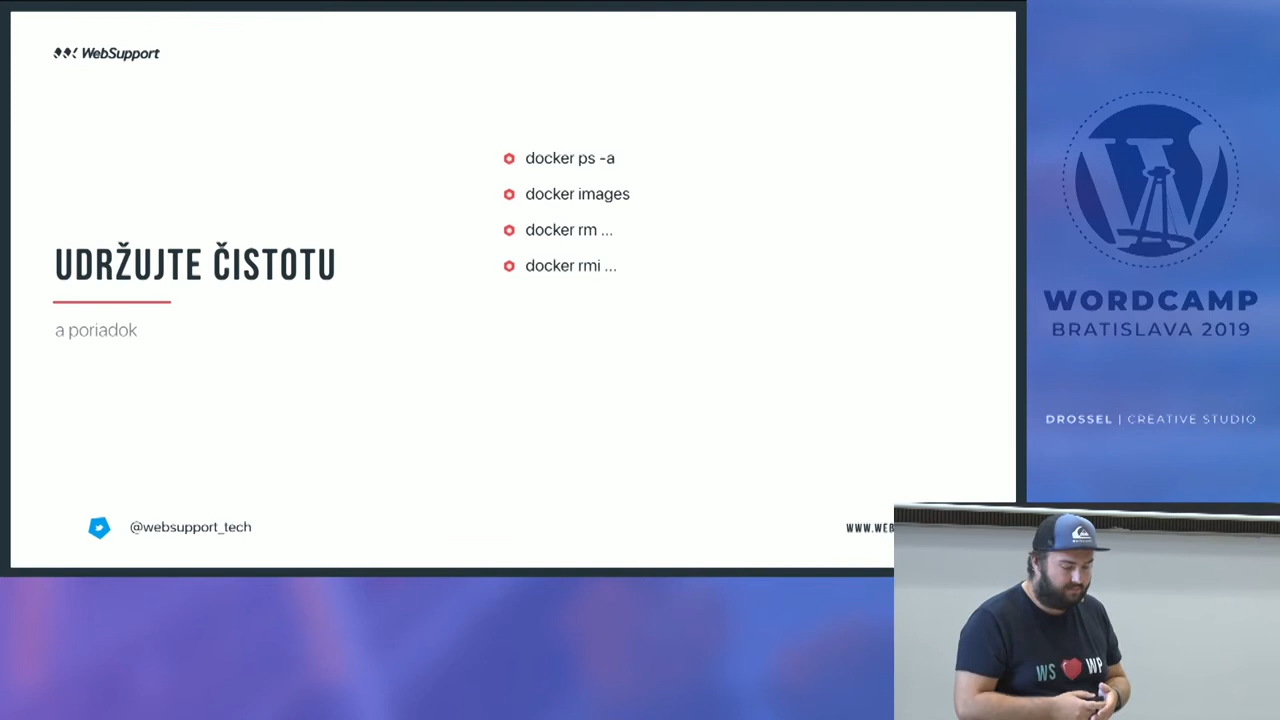 WebSupport
docker ps -a
docker images
docker rm ...
docker rmi ...
UDRŽUJTE ČISTOTU
a poriadok
@websupport_tech
WWW.WEB
WORDCAMP
BRATISLAVA 2019
DROSSEL | CREATIVE STUDIO
WS WP